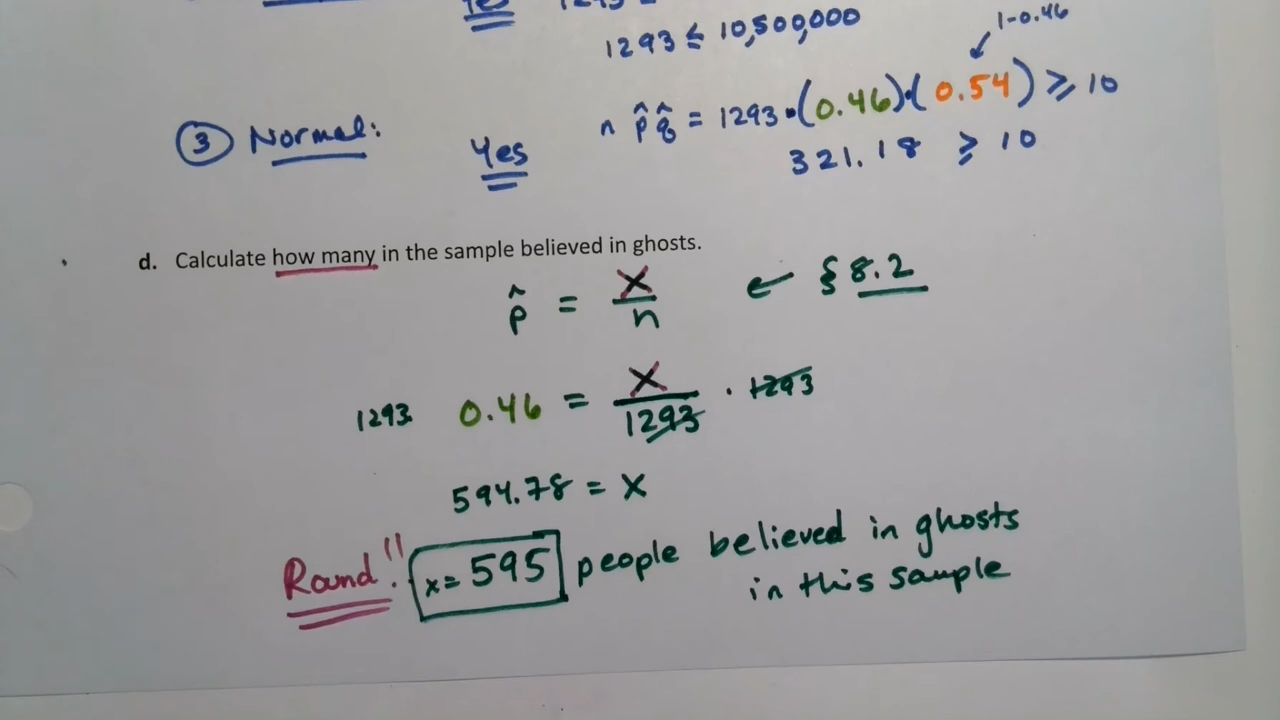 Yes 1293 ≤
1293 ≤ 10,500,000
1-0.46
③ Normal: Yes n p̂ q̂ = 1293•(0.46)•(0.54) ≥ 10
321.18 ≥ 10
d. Calculate how many in the sample believed in ghosts.
p̂ = x/n ← § 8.2
1293 · 0.46 = x/1293 · 1293
594.78 = x
Round!! x = 595 people believed in ghosts
in this sample